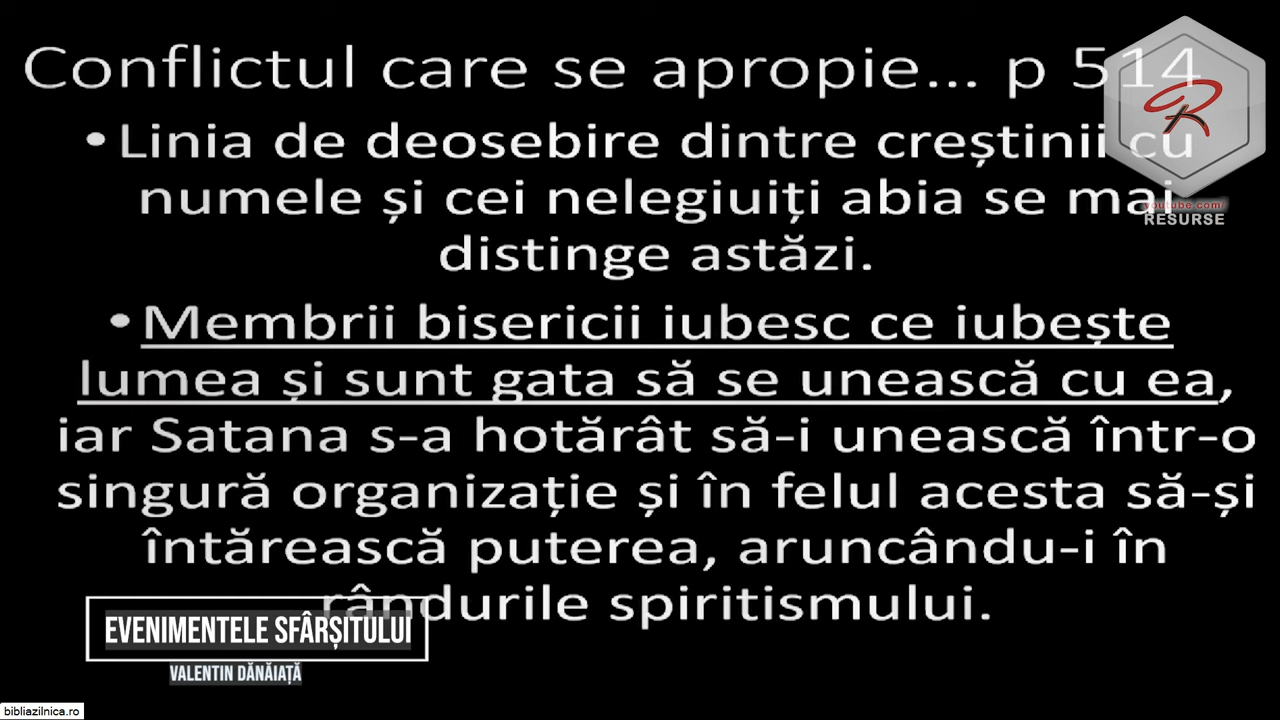 Conflictul care se apropie... p 514
• Linia de deosebire dintre creștinii cu
numele și cei nelegiuiți abia se mai
distinge astăzi.
• Membrii bisericii iubesc ce iubește
lumea și sunt gata să se unească cu ea,
iar Satana s-a hotărât să-i unească într-o
singură organizație și în felul acesta să-și
întărească puterea, aruncându-i în
rândurile spiritismului.
R
youtube.com/
RESURSE
EVENIMENTELE SFÂRȘITULUI
VALENTIN DĂNĂIAȚĂ
bibliazilnica.ro